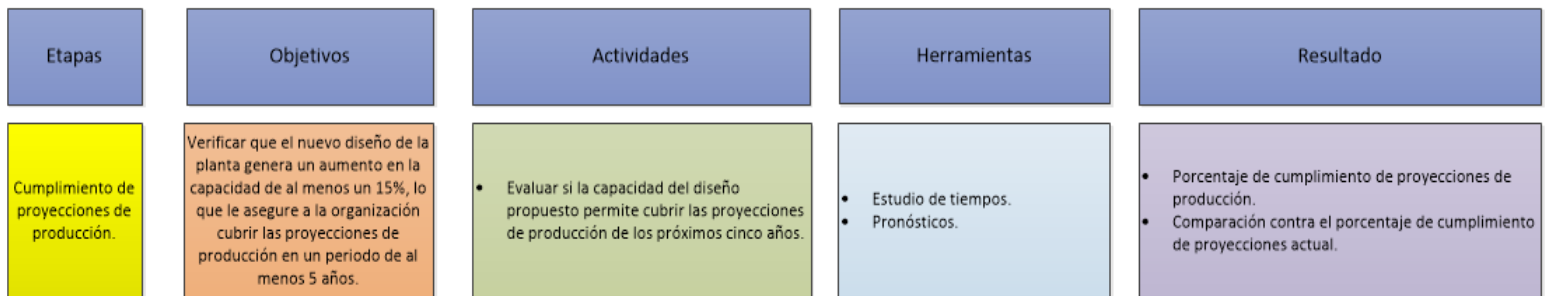 Etapas
Objetivos
Actividades
Herramientas
Resultado
Cumplimiento de
proyecciones de
producción.
Verificar que el nuevo diseño de la
planta genera un aumento en la
capacidad de al menos un 15%, lo
que le asegure a la organización
cubrir las proyecciones de
producción en un periodo de al
menos 5 años.
• Evaluar si la capacidad del diseño
propuesto permite cubrir las proyecciones
de producción de los próximos cinco años.
• Estudio de tiempos.
• Pronósticos.
• Porcentaje de cumplimiento de proyecciones de
producción.
• Comparación contra el porcentaje de cumplimiento
de proyecciones actual.